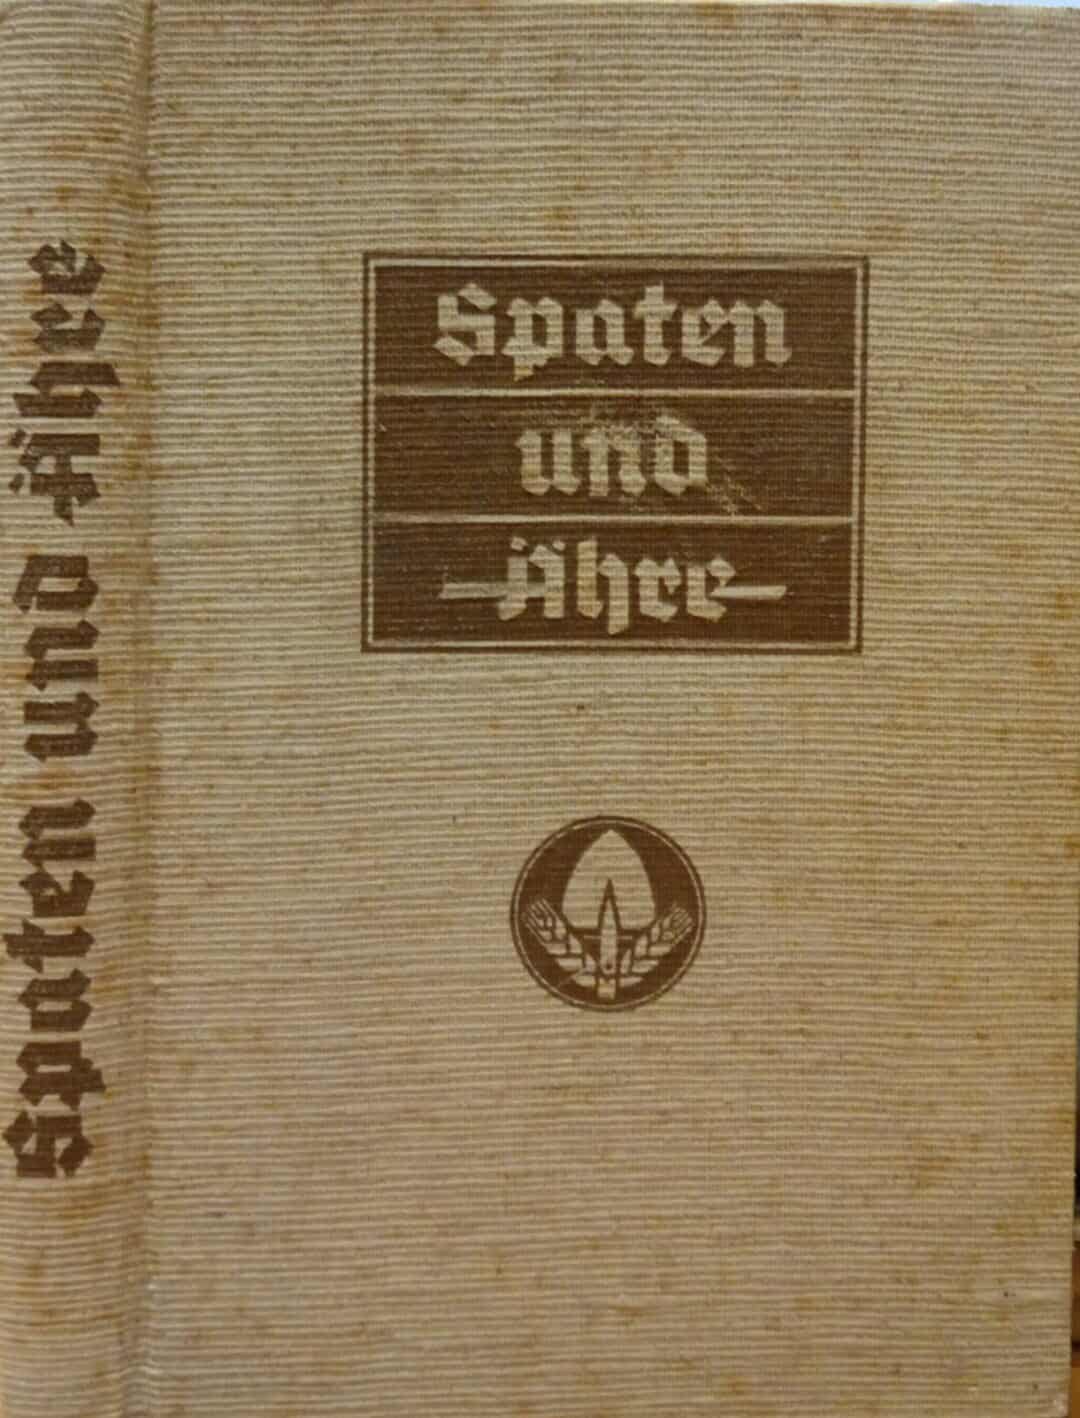 Spaten und Ähre
Spaten
und
Ähre